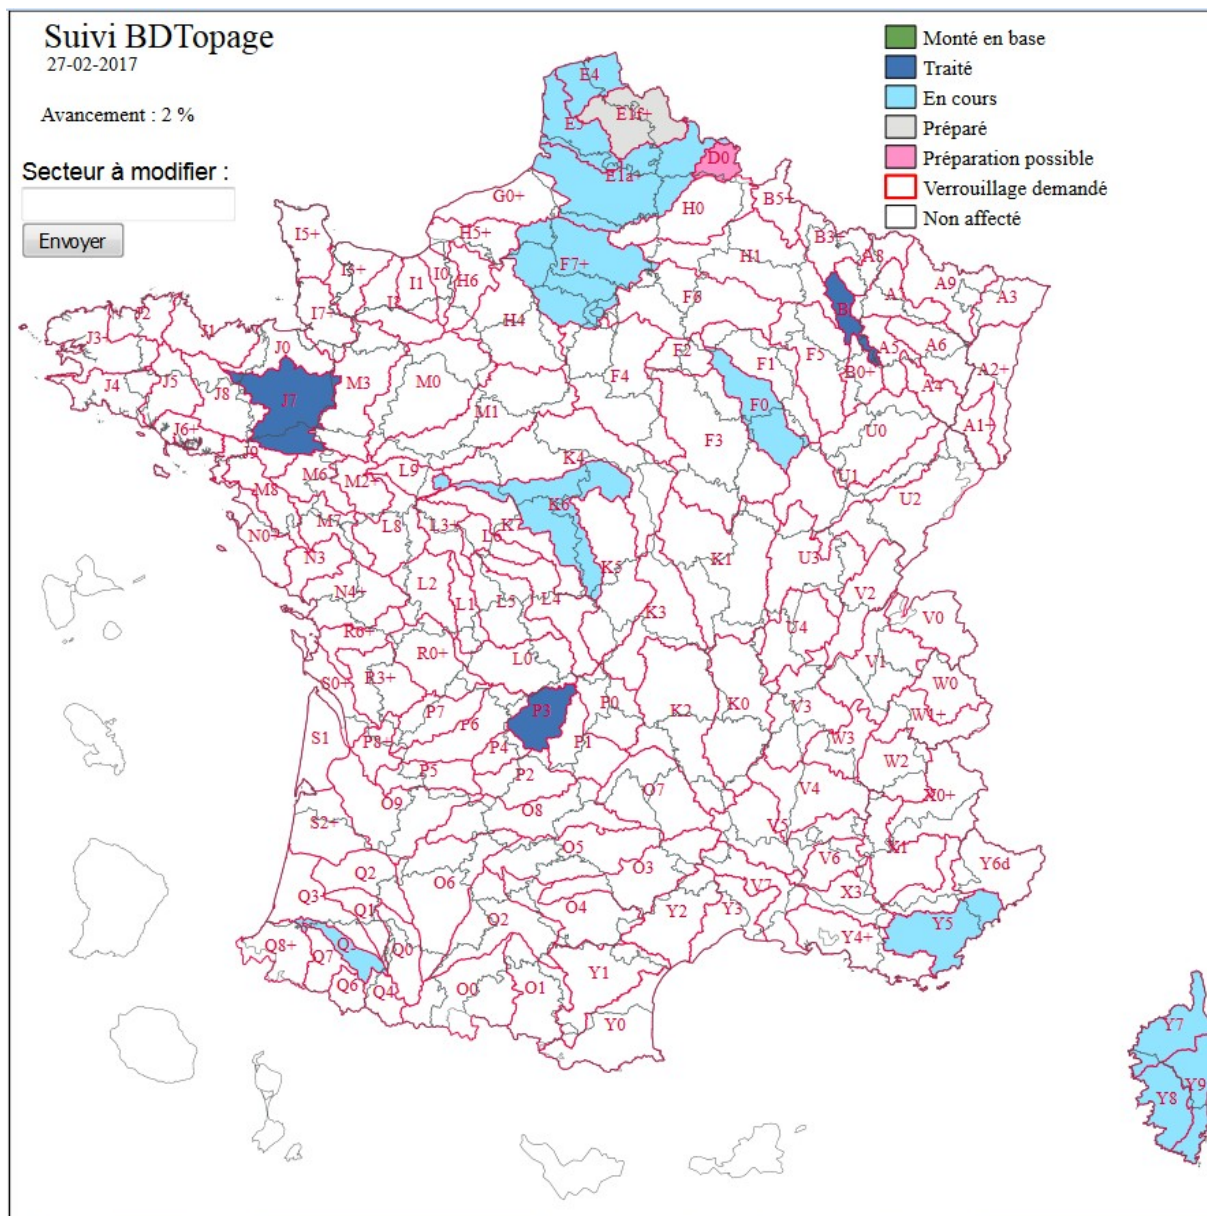 Suivi BDTopage
27-02-2017
Avancement : 2 %
Secteur à modifier :
Envoyer
Monté en base
Traité
En cours
Préparé
Préparation possible
Verrouillage demandé
Non affecté
E4
E1f+
E3
D0
E1a+
G0+
H0
B5+
I5+
H5+
B3+
A8
I3+
I1
I0
H6
F7+
H1
A9
A3
I2
I7
F6
J2
J1
H4
J3
J0
F2
F1
F5
A5
A6
A2+
J4
J5
J8
J7
M3
M0
F4
B0+
A4
F0
M1
J6+
J9
F3
U0
A1+
L9
K4
M6
M2+
M8
U1
U2
K6
N0+
M7
L8
L3+
L6
K7
N3
U3
K1
K5
N4+
L2
L1
L5
L4
V2
K3
R6+
U4
V0
R0+
L0
V1
S0+
R3+
W0
P7
P6
P3
P0
K2
K0
V3
W1+
S1
P8+
P4
P1
W3
P5
P2
W2
O9
O8
O7
V4
X0+
S2+
V5
O5
V6
X1
Q2
O6
O3
Y6d
Q3
Q1
V7
X3
O2
O4
Y2
Y3
Y5
Q8+
Q7
Q0
Y4+
Q6
Q4
O0
O1
Y1
Y0
Y7
Y8
Y9